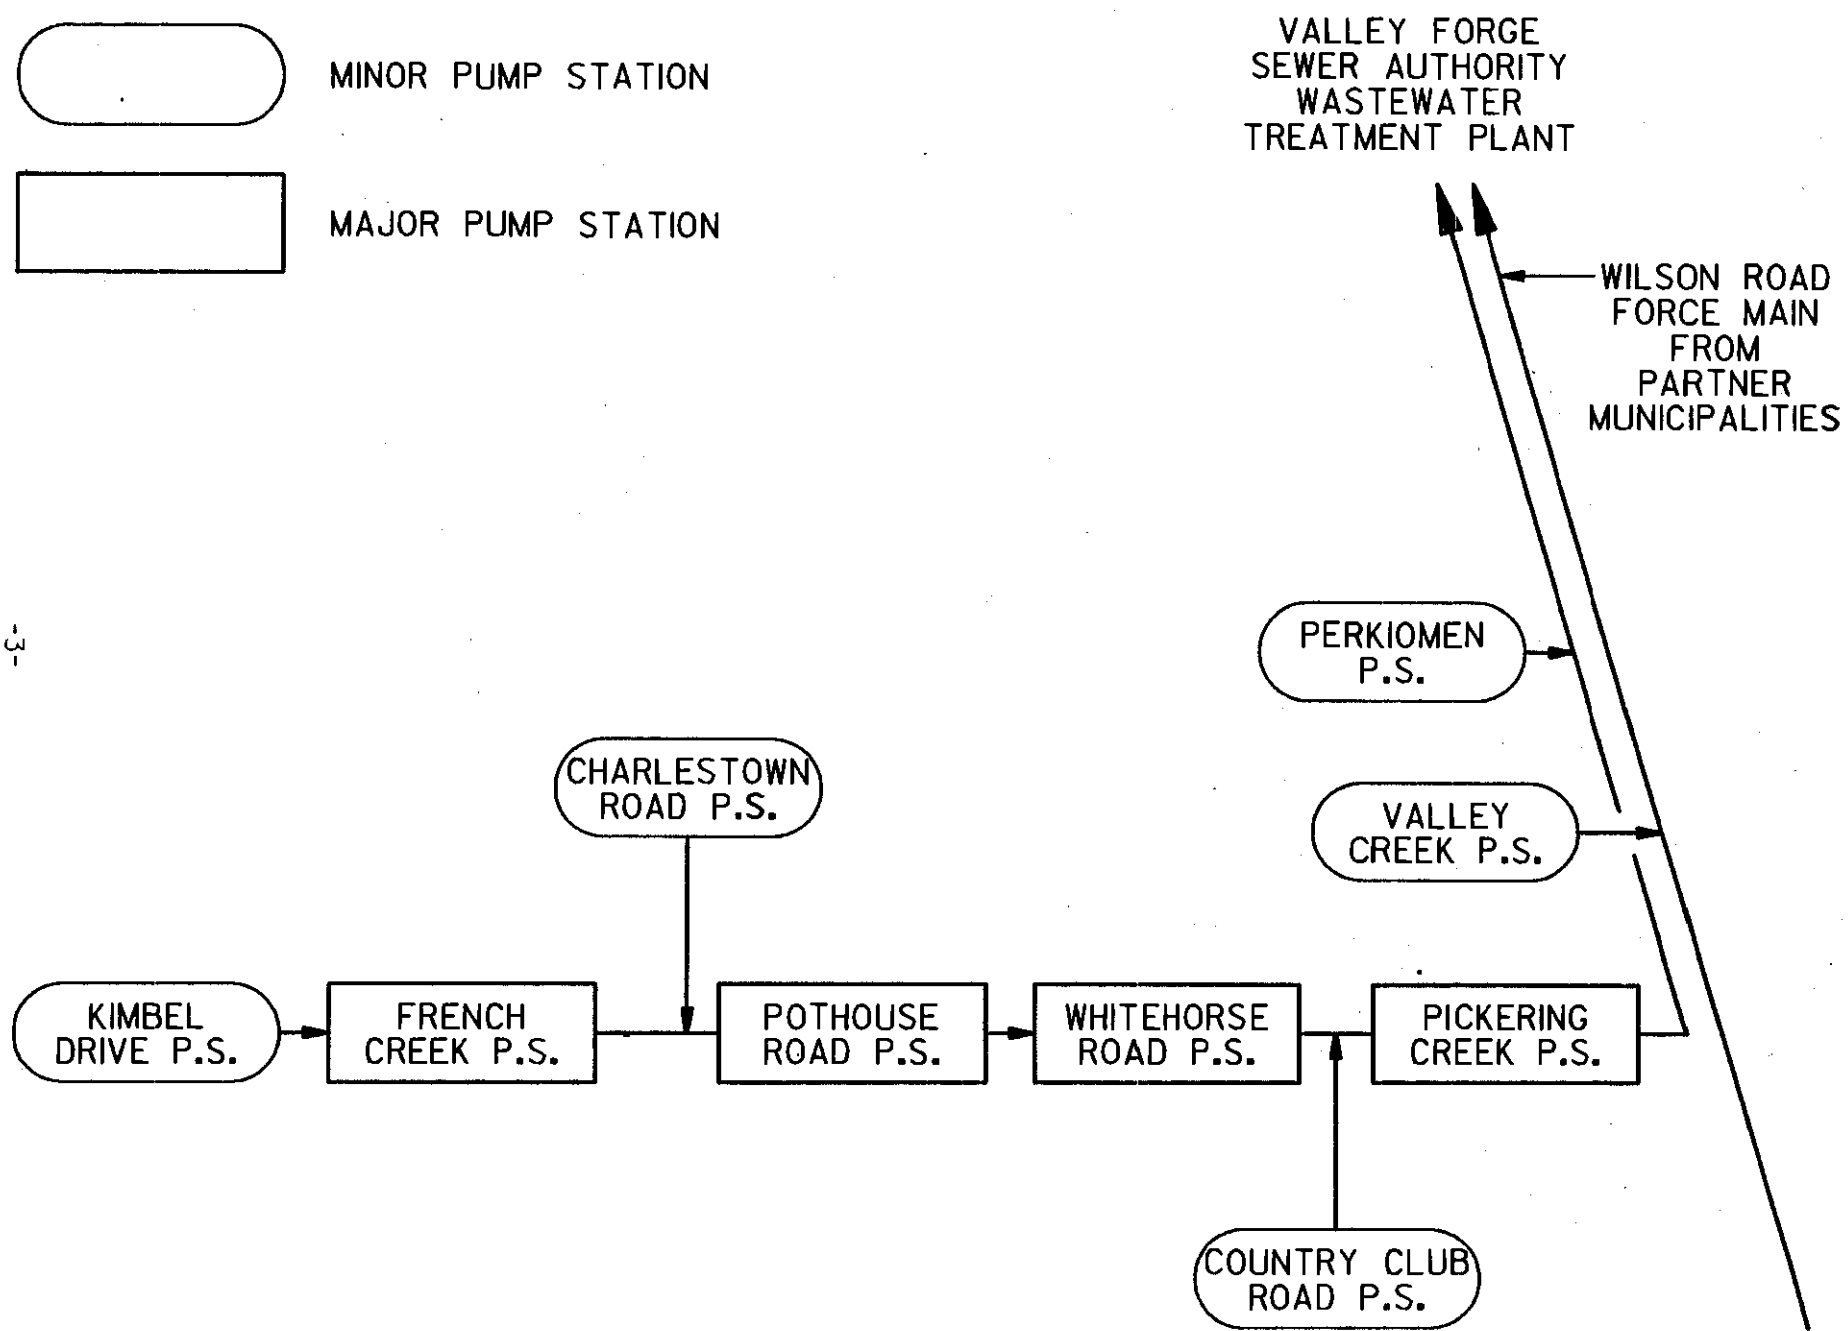 MINOR PUMP STATION
MAJOR PUMP STATION
VALLEY FORGE
SEWER AUTHORITY
WASTEWATER
TREATMENT PLANT
WILSON ROAD
FORCE MAIN
FROM
PARTNER
MUNICIPALITIES
-3-
PERKIOMEN
P.S.
CHARLESTOWN
ROAD P.S.
VALLEY
CREEK P.S.
KIMBEL
DRIVE P.S.
FRENCH
CREEK P.S.
POTHOUSE
ROAD P.S.
WHITEHORSE
ROAD P.S.
PICKERING
CREEK P.S.
COUNTRY CLUB
ROAD P.S.